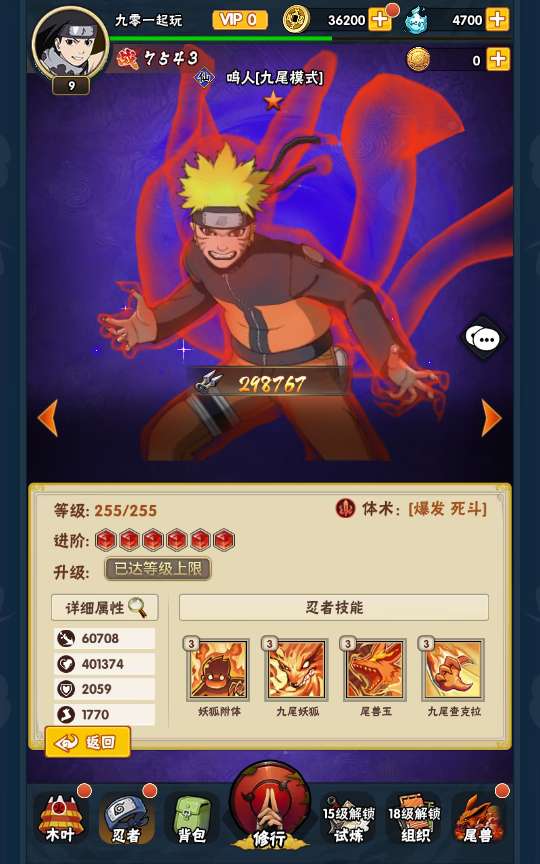 九零一起玩 VIP 0 36200 4700
7543 0
9
鸣人[九尾模式]
298767
等级: 255/255 体术: [爆发 死斗]
进阶:
升级: 已达等级上限
详细属性 忍者技能
60708
401374
2059
1770
3 3 3 3
妖狐附体 九尾妖狐 尾兽玉 九尾查克拉
返回
15级解锁 18级解锁
木叶 忍者 背包 修行 试炼 组织 尾兽